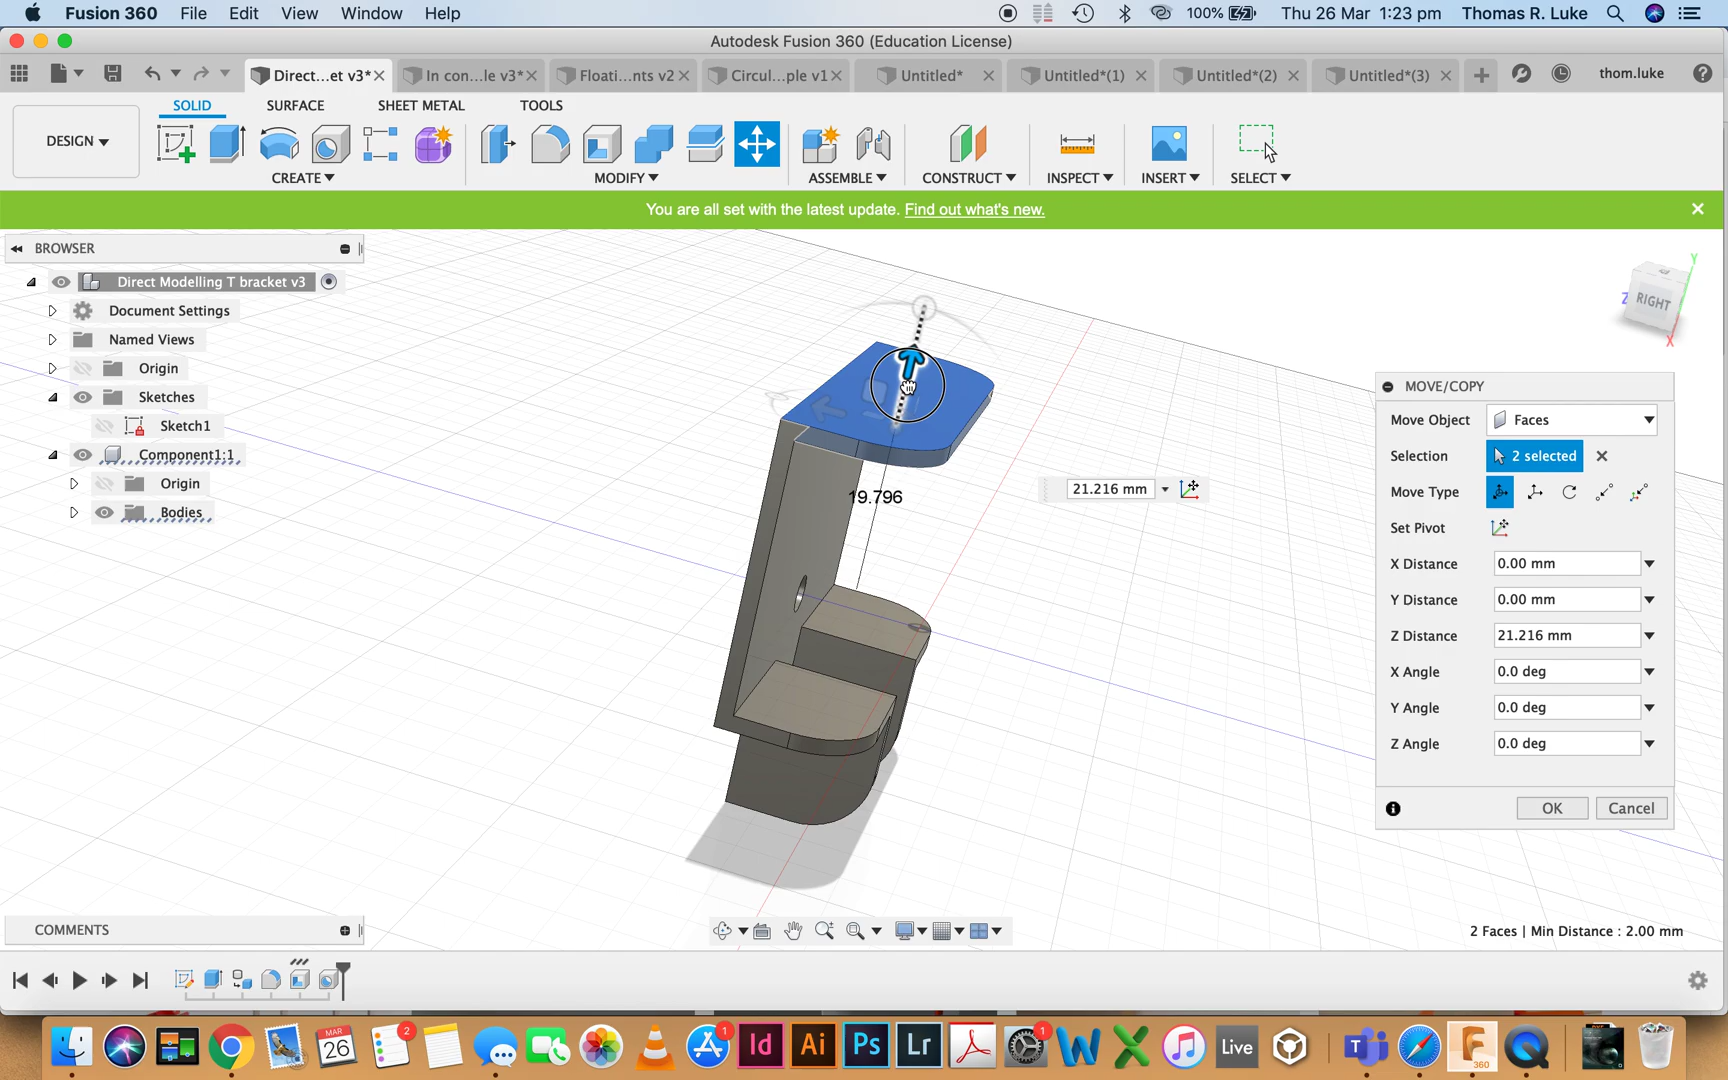 Fusion 360 File Edit View Window Help 100% Thu 26 Mar 1:23 pm Thomas R. Luke
Autodesk Fusion 360 (Education License)
Direct...et v3* In con...le v3* Floati...nts v2 Circul...ple v1 Untitled* Untitled*(1) Untitled*(2) Untitled*(3) thom.luke
SOLID SURFACE SHEET METAL TOOLS
DESIGN
CREATE MODIFY ASSEMBLE CONSTRUCT INSPECT INSERT SELECT
You are all set with the latest update. Find out what's new.
BROWSER
Direct Modelling T bracket v3
Document Settings
Named Views
Origin
Sketches
Sketch1
Component1:1
Origin
Bodies
Y
Z
RIGHT
X
19.796
21.216 mm
MOVE/COPY
Move Object Faces
Selection 2 selected
Move Type
Set Pivot
X Distance 0.00 mm
Y Distance 0.00 mm
Z Distance 21.216 mm
X Angle 0.0 deg
Y Angle 0.0 deg
Z Angle 0.0 deg
OK Cancel
COMMENTS
2 Faces | Min Distance : 2.00 mm
MAR
26
2
1
Id
Ai
Ps
Lr
1
W
X
Live
T
F
360